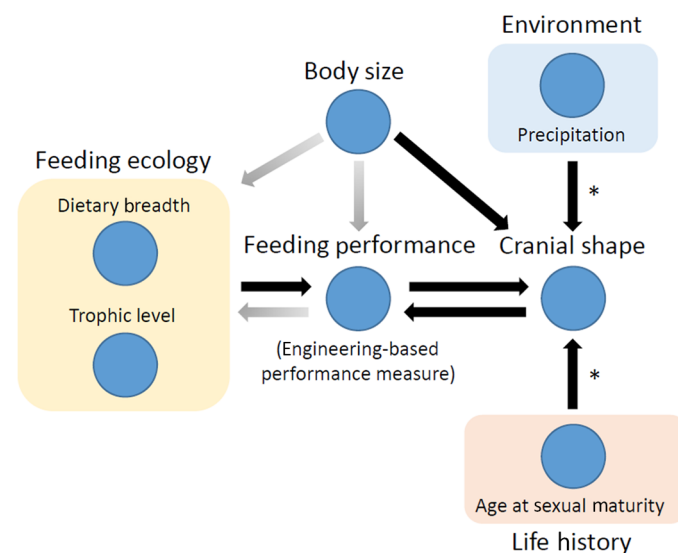 Environment
Body size
Precipitation
Feeding ecology
*
Dietary breadth
Feeding performance
Cranial shape
Trophic level
(Engineering-based
performance measure)
*
Age at sexual maturity
Life history